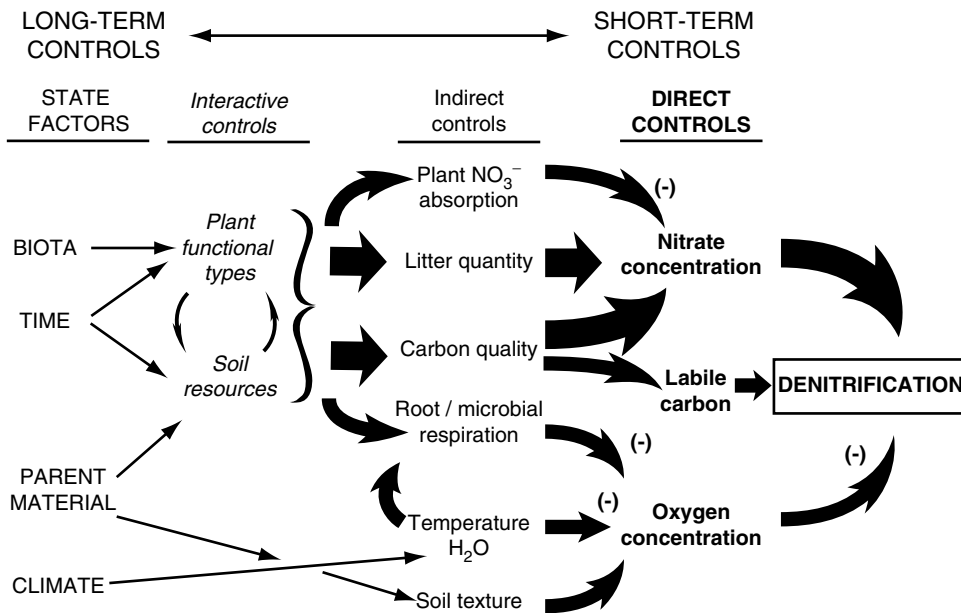 LONG-TERM
CONTROLS
SHORT-TERM
CONTROLS
STATE
FACTORS
Interactive
controls
Indirect
controls
DIRECT
CONTROLS
BIOTA
TIME
PARENT
MATERIAL
CLIMATE
Plant
functional
types
Soil
resources
Plant NO₃⁻
absorption
Litter quantity
Carbon quality
Root / microbial
respiration
Temperature
H₂O
Soil texture
(-)
Nitrate
concentration
Labile
carbon
(-)
(-)
Oxygen
concentration
(-)
DENITRIFICATION